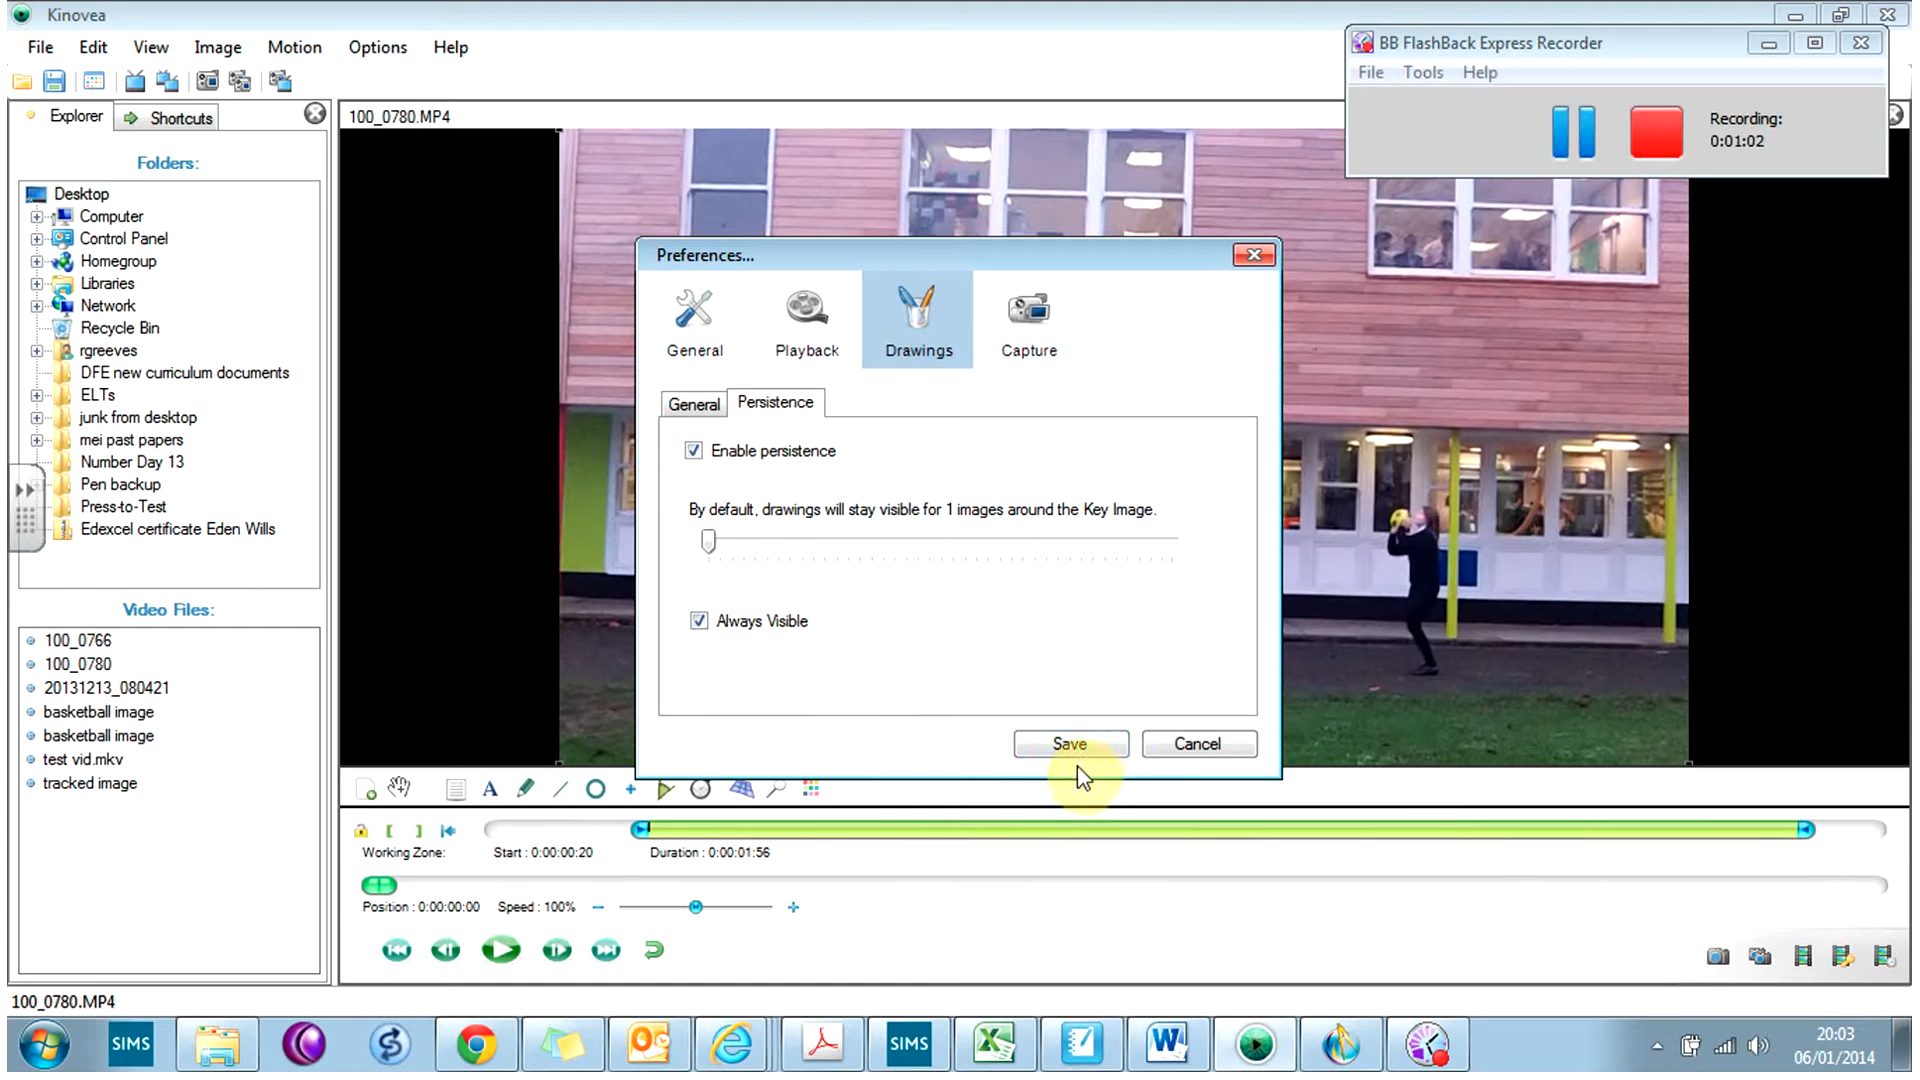 Kinovea
File Edit View Image Motion Options Help
BB FlashBack Express Recorder
File Tools Help
Recording:
0:01:02
Explorer Shortcuts
100_0780.MP4
Folders:
Desktop
Computer
Control Panel
Homegroup
Libraries
Network
Recycle Bin
rgreeves
DFE new curriculum documents
ELTs
junk from desktop
mei past papers
Number Day 13
Pen backup
Press-to-Test
Edexcel certificate Eden Wills
Video Files:
100_0766
100_0780
20131213_080421
basketball image
basketball image
test vid.mkv
tracked image
Preferences...
General Playback Drawings Capture
General Persistence
Enable persistence
By default, drawings will stay visible for 1 images around the Key Image.
Always Visible
Save Cancel
A
Working Zone: Start : 0:00:00:20 Duration : 0:00:01:56
Position : 0:00:00:00 Speed : 100%
100_0780.MP4
SIMS SIMS
20:03
06/01/2014